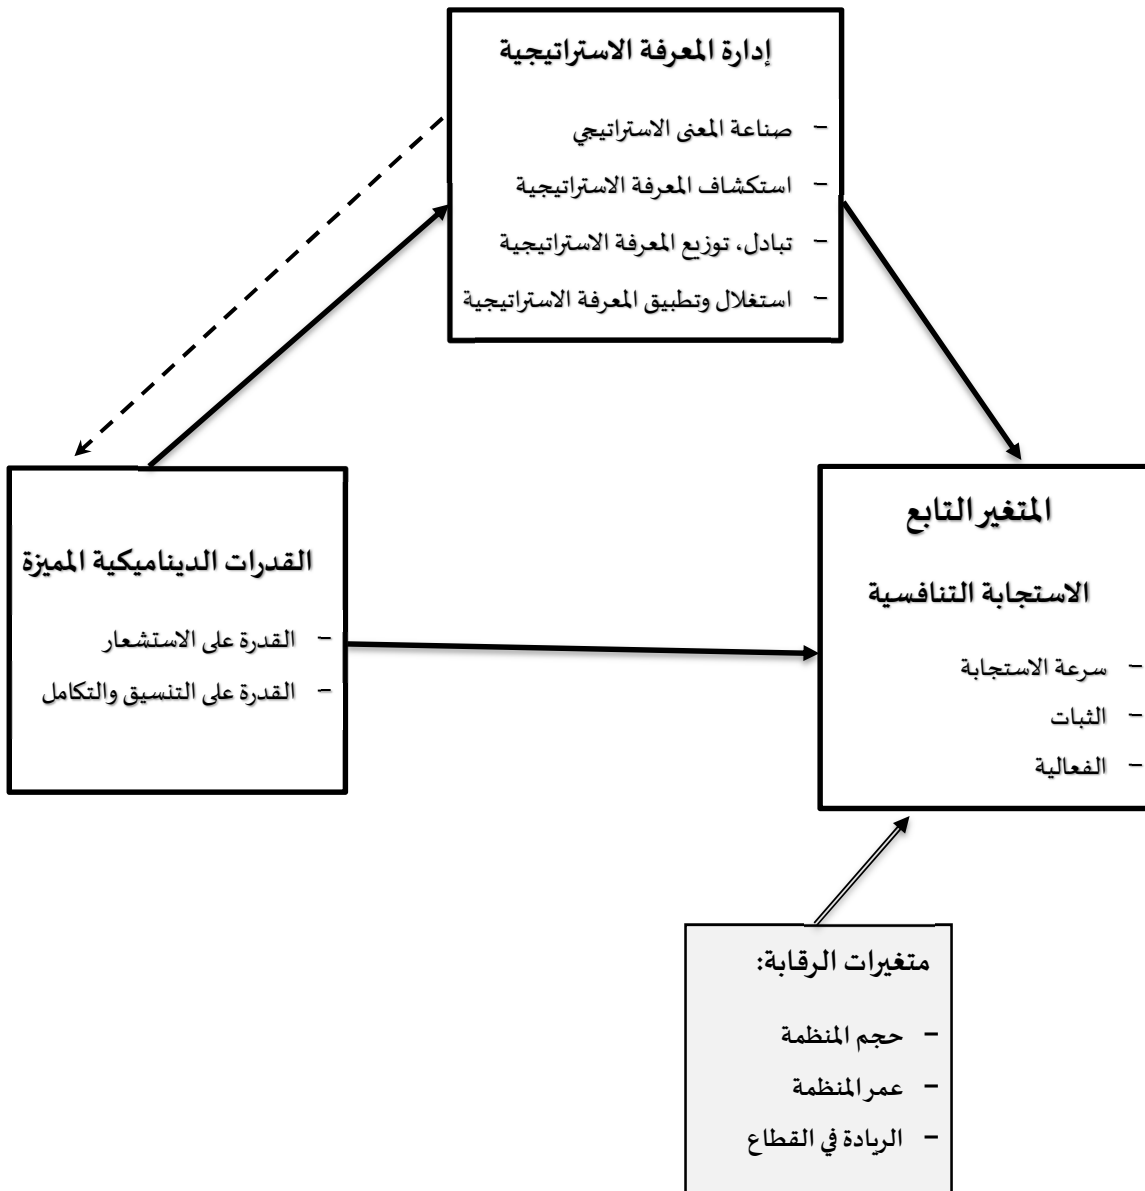 إدارة المعرفة الاستراتيجية
- صناعة المعنى الاستراتيجي
- استكشاف المعرفة الاستراتيجية
- تبادل، توزيع المعرفة الاستراتيجية
- استغلال وتطبيق المعرفة الاستراتيجية
المتغير التابع
الاستجابة التنافسية
- سرعة الاستجابة
- الثبات
- الفعالية
القدرات الديناميكية المميزة
- القدرة على الاستشعار
- القدرة على التنسيق والتكامل
متغيرات الرقابة:
- حجم المنظمة
- عمر المنظمة
- الريادة في القطاع